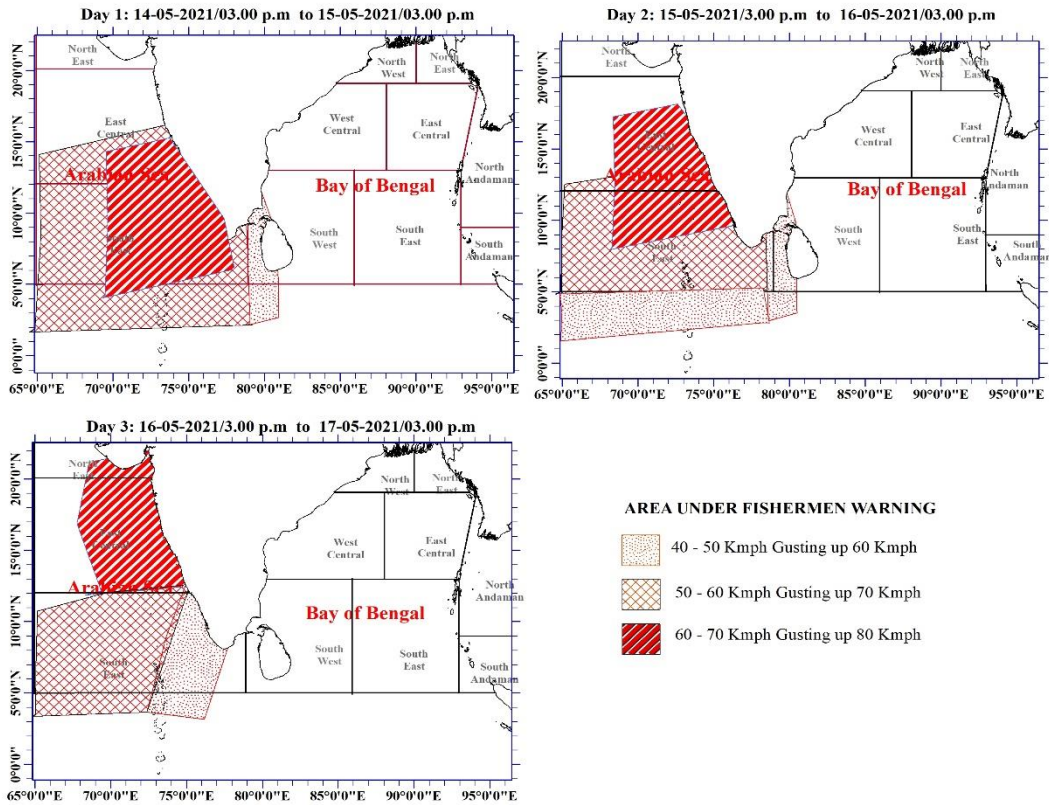 Day 1: 14-05-2021/03.00 p.m to 15-05-2021/03.00 p.m
North
East
North
West
North
East
East
Central
West
Central
East
Central
Arabian Sea
Bay of Bengal
North
Andaman
South
West
South
East
South
Andaman
20°0'0"N
15°0'0"N
10°0'0"N
5°0'0"N
0°0'0"
65°0'0"E 70°0'0"E 75°0'0"E 80°0'0"E 85°0'0"E 90°0'0"E 95°0'0"E
Day 2: 15-05-2021/3.00 p.m to 16-05-2021/03.00 p.m
North
East
North
West
North
East
Central
West
Central
East
Central
Arabian Sea
Bay of Bengal
North
Andaman
South
East
South
West
South
East
South
Andaman
20°0'0"N
15°0'0"N
10°0'0"N
5°0'0"N
0°0'0"
65°0'0"E 70°0'0"E 75°0'0"E 80°0'0"E 85°0'0"E 90°0'0"E 95°0'0"E
Day 3: 16-05-2021/3.00 p.m to 17-05-2021/03.00 p.m
North
East
North
West
North
East
Central
West
Central
East
Central
Arabian Sea
Bay of Bengal
North
Andaman
South
East
South
West
South
East
South
Andaman
20°0'0"N
15°0'0"N
10°0'0"N
5°0'0"N
0°0'0"
65°0'0"E 70°0'0"E 75°0'0"E 80°0'0"E 85°0'0"E 90°0'0"E 95°0'0"E
AREA UNDER FISHERMEN WARNING
40 - 50 Kmph Gusting up 60 Kmph
50 - 60 Kmph Gusting up 70 Kmph
60 - 70 Kmph Gusting up 80 Kmph